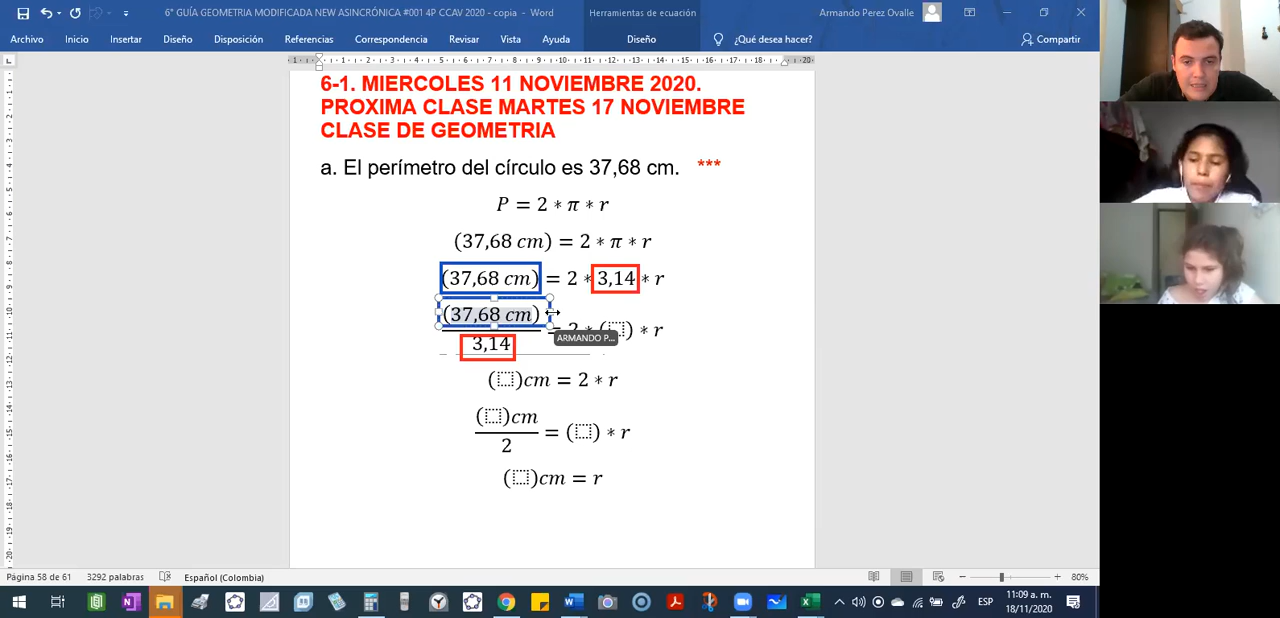 6° GUÍA GEOMETRIA MODIFICADA NEW ASINCRÓNICA #001 4P CCAV 2020 - copia - Word
Herramientas de ecuación
Armando Perez Ovalle
Archivo Inicio Insertar Diseño Disposición Referencias Correspondencia Revisar Vista Ayuda Diseño ¿Qué desea hacer? Compartir
6-1. MIERCOLES 11 NOVIEMBRE 2020.
PROXIMA CLASE MARTES 17 NOVIEMBRE
CLASE DE GEOMETRIA
a. El perímetro del círculo es 37,68 cm. ***
P = 2 * π * r
(37,68 cm) = 2 * π * r
(37,68 cm) = 2 * 3,14 * r
(37,68 cm)
= 2 * (⬚) * r
3,14
ARMANDO P...
(⬚)cm = 2 * r
(⬚)cm
= (⬚) * r
2
(⬚)cm = r
Página 58 de 61 3292 palabras Español (Colombia) 80%
ESP
11:09 a. m.
18/11/2020